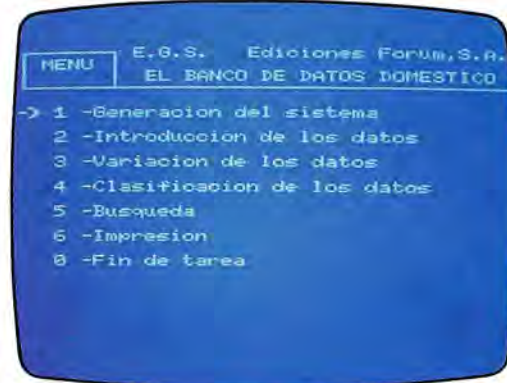 E.G.S. Ediciones Forum,S.A.
MENU
EL BANCO DE DATOS DOMESTICO
-> 1 -Generacion del sistema
2 -Introduccion de los datos
3 -Variacion de los datos
4 -Clasificacion de los datos
5 -Busqueda
6 -Impresion
0 -Fin de tarea